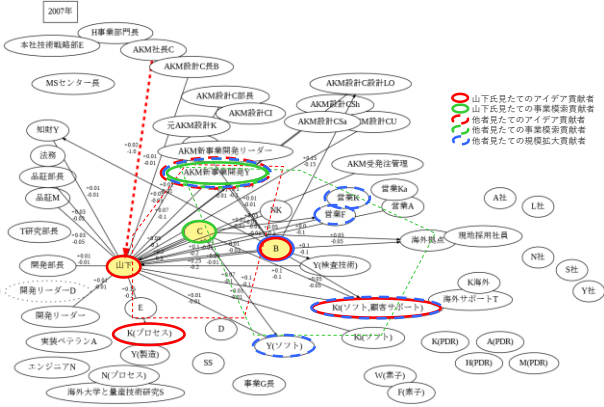 2007年
H事業部門長
本社技術戦略部E
AKM社長C
AKM設計C長B
MSセンター長
AKM設計C設計LO
AKM設計C部長
AKM設計CSh
AKM設計CI
AKM設計CSa
設計CU
元AKM設計K
知財Y
法務
AKM新事業開発リーダー
AKM受発注管理
AKM新事業開発Y
品証部長
品証M
営業Ka
営業K
営業A
営業F
NK
A社
L社
T研究部長
C
B
海外拠点
現地採用社員
山下
開発部長
Y(検査技術)
N社
S社
Y社
開発リーダーD
K海外
海外サポートT
開発リーダー
E
Ki(ソフト,顧客サポート)
K(プロセス)
D
Ki(ソフト)
実装ベテランA
Y(ソフト)
K(PDR)
A(PDR)
Y(製造)
SS
H(PDR)
M(PDR)
エンジニアN
N(プロセス)
事業G長
W(素子)
F(素子)
海外大学と量産技術研究S
山下氏見たてのアイデア貢献者
山下氏見たての事業模索貢献者
他者見たてのアイデア貢献者
他者見たての事業模索貢献者
他者見たての規模拡大貢献者